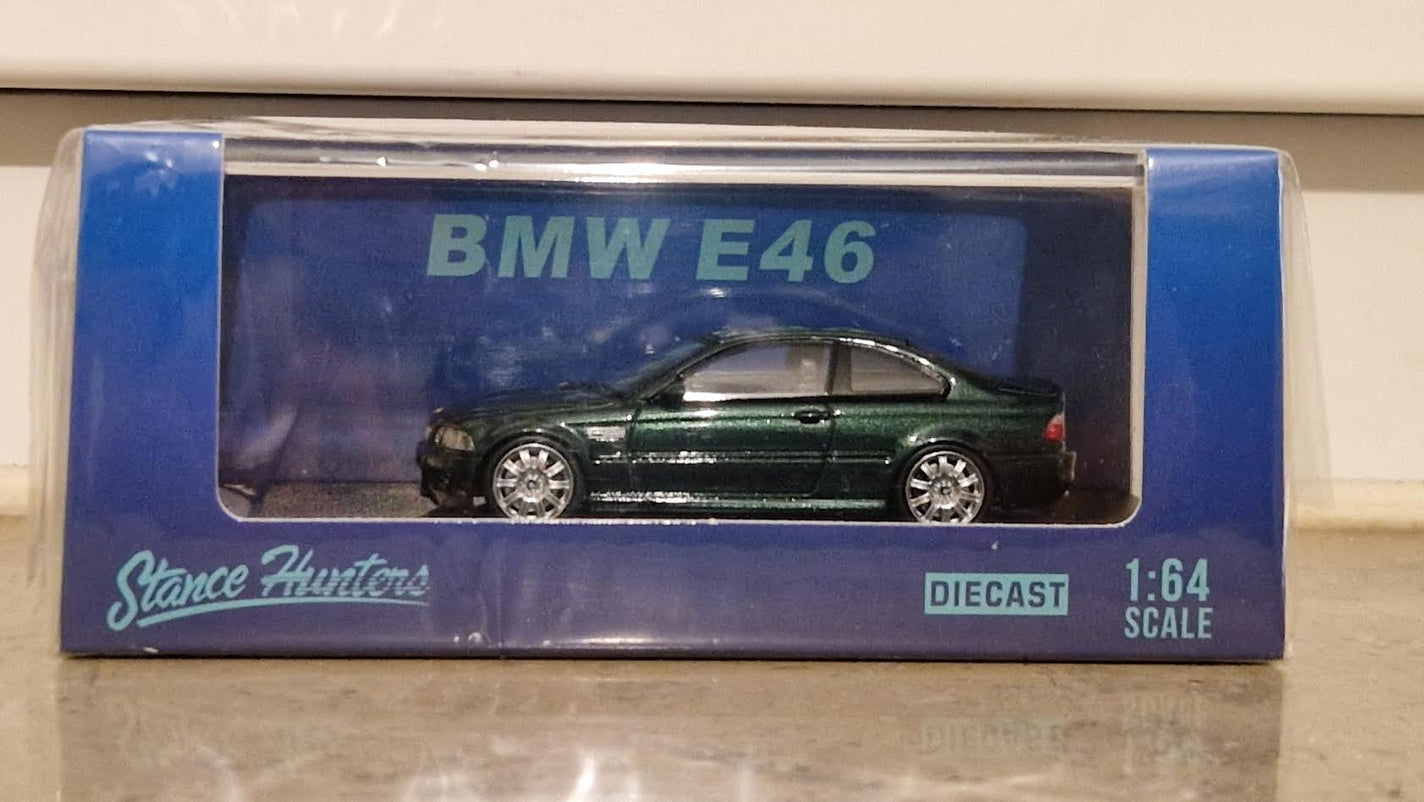 BMW E46
Stance Hunters
DIECAST
1:64
SCALE